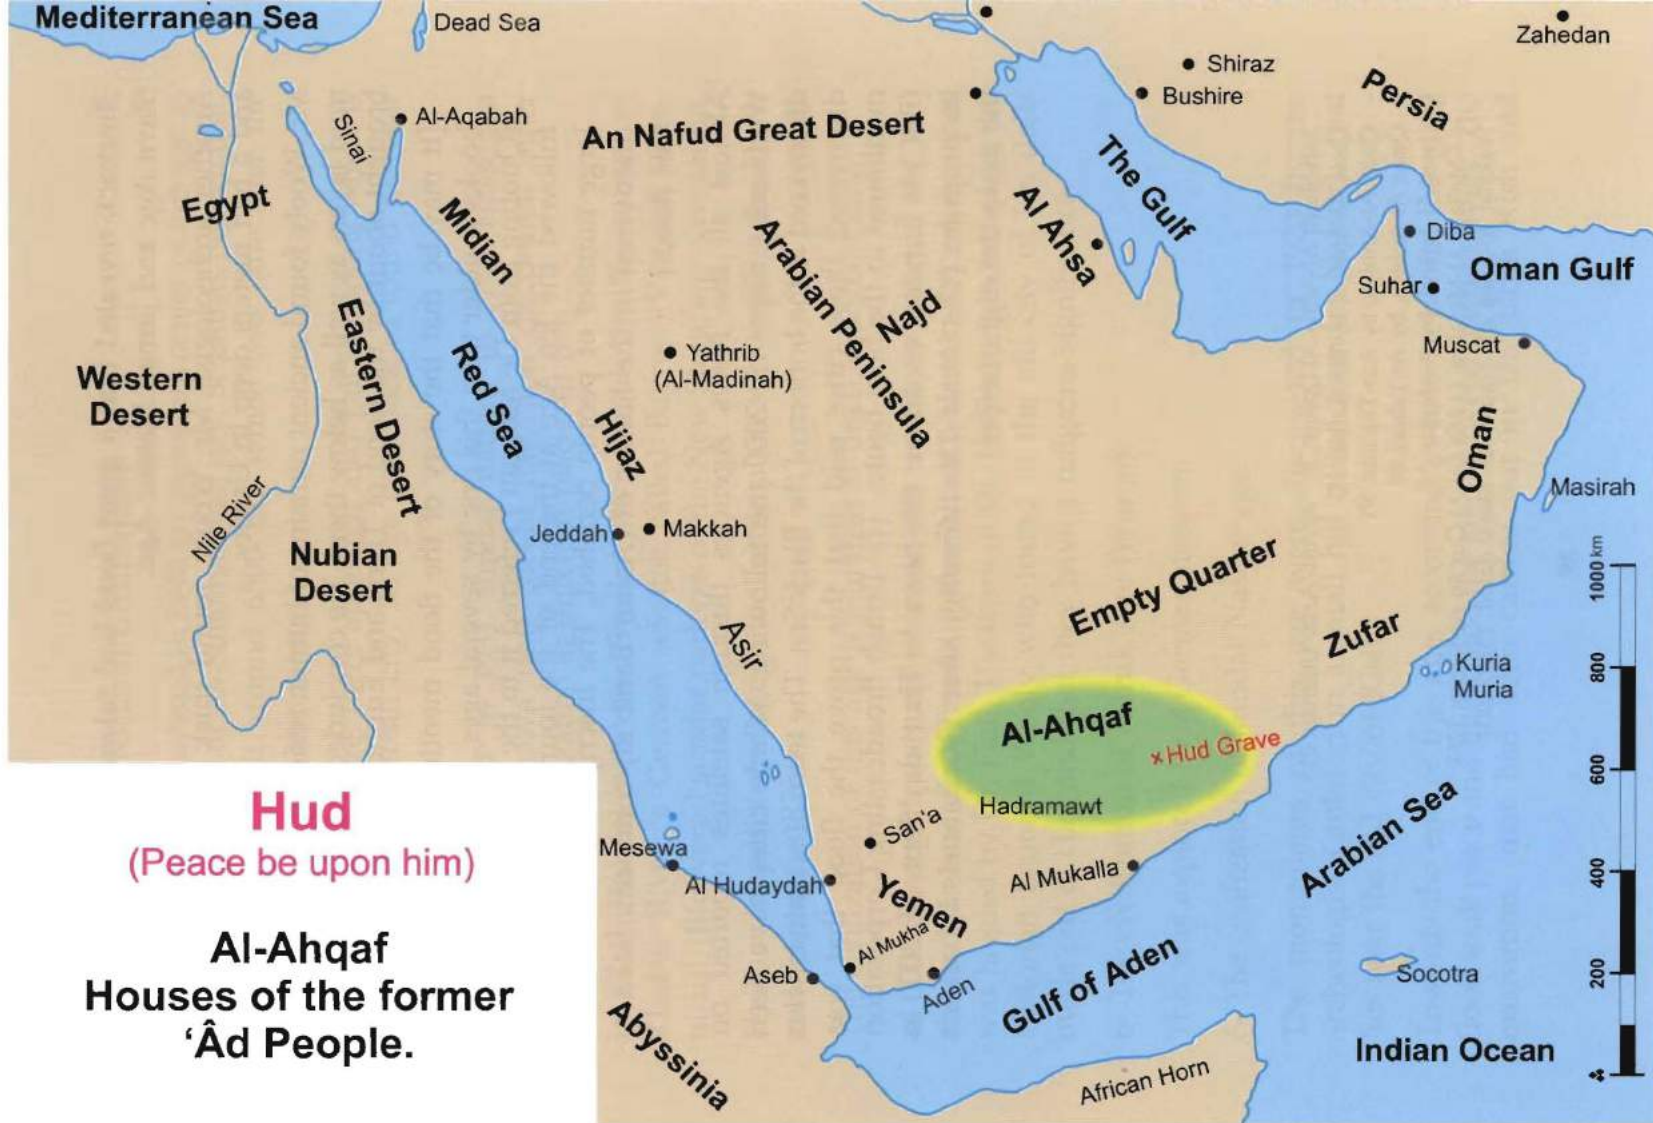 Mediterranean Sea
Dead Sea
Zahedan
Shiraz
Bushire
Persia
Al-Aqabah
Sinai
An Nafud Great Desert
The Gulf
Egypt
Midian
Al Ahsa
Diba
Oman Gulf
Suhar
Arabian Peninsula
Najd
Muscat
Eastern Desert
Red Sea
Yathrib
(Al-Madinah)
Western
Desert
Hijaz
Oman
Masirah
Nile River
Jeddah
Makkah
Nubian
Desert
Empty Quarter
1000 km
Asir
Zufar
Kuria
Muria
800
Al-Ahqaf
Hud Grave
600
Hadramawt
San'a
Arabian Sea
Mesewa
Al Hudaydah
Yemen
Al Mukalla
400
Al Mukha
Aseb
Aden
Gulf of Aden
Socotra
200
Abyssinia
Indian Ocean
African Horn
Hud
(Peace be upon him)
Al-Ahqaf
Houses of the former
‘Âd People.